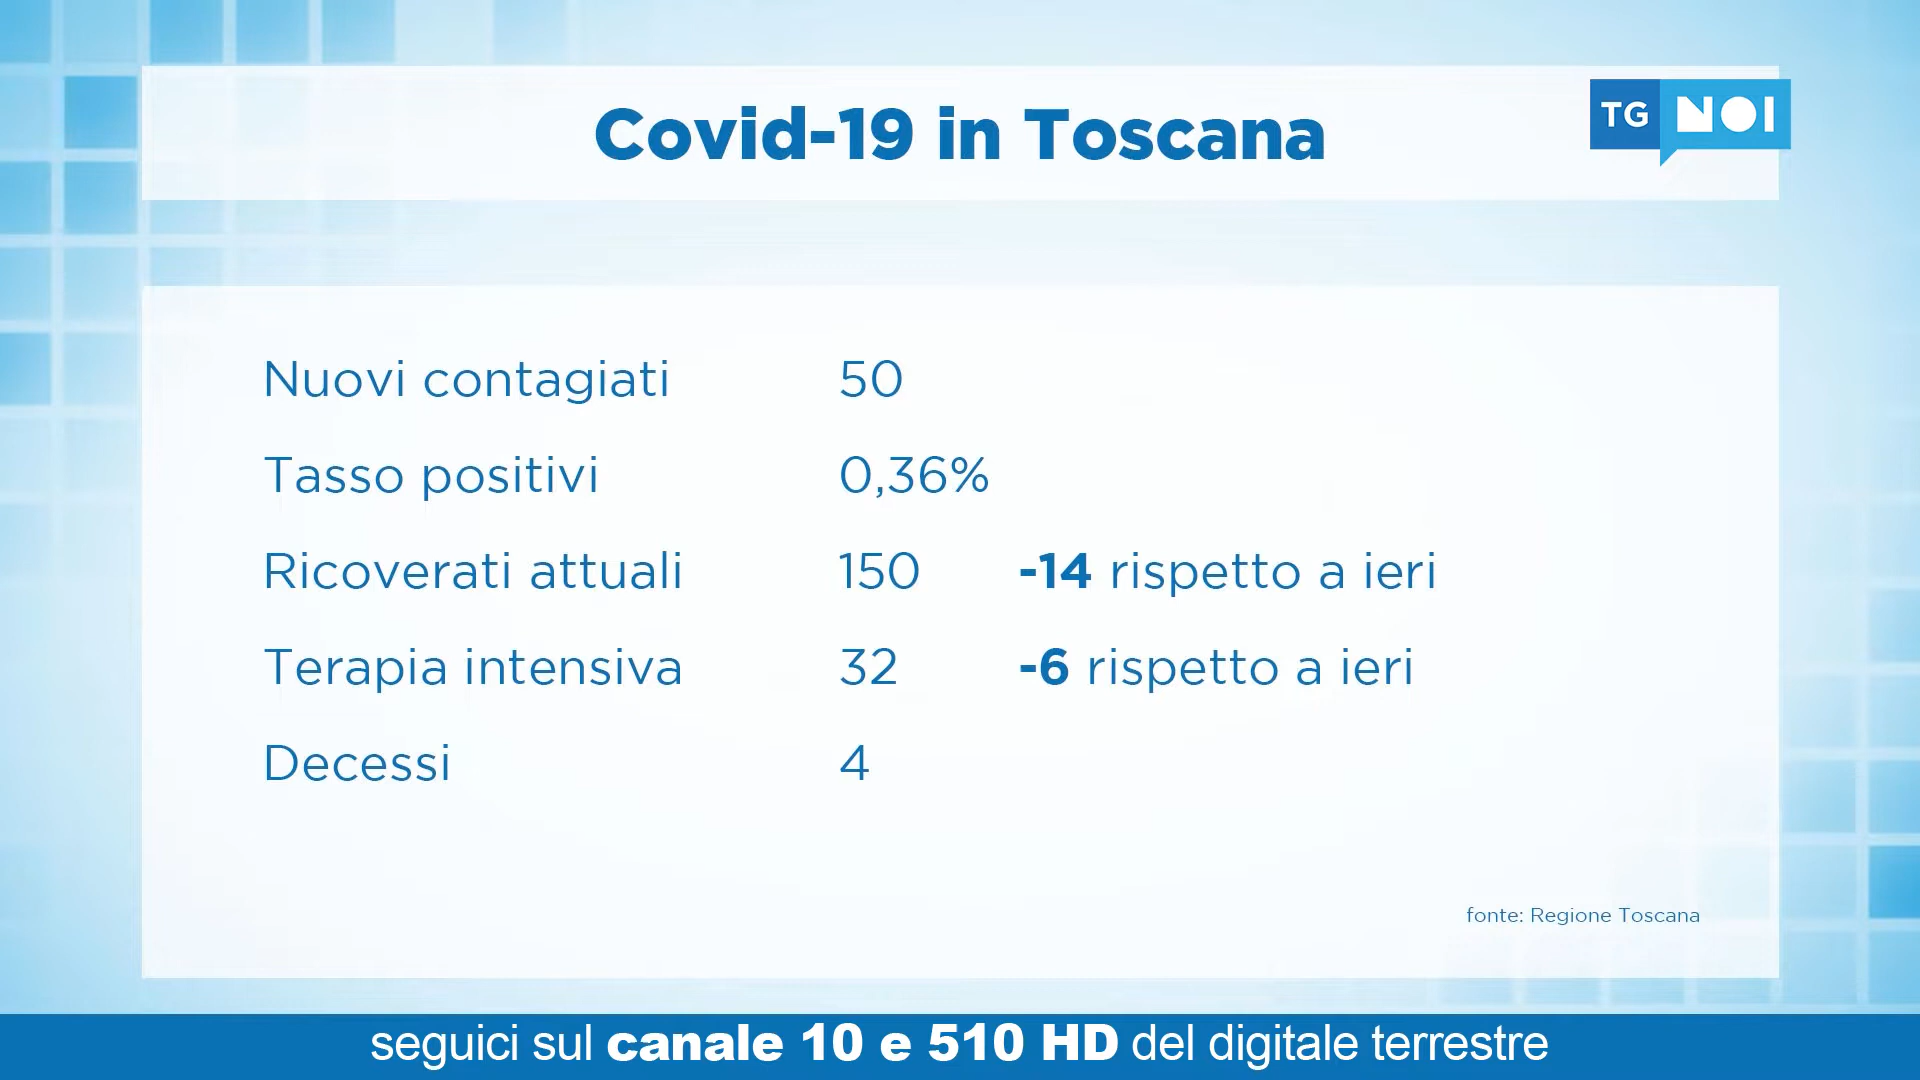 Covid-19 in Toscana
TG NOI
Nuovi contagiati 50
Tasso positivi 0,36%
Ricoverati attuali 150 -14 rispetto a ieri
Terapia intensiva 32 -6 rispetto a ieri
Decessi 4
fonte: Regione Toscana
seguici sul canale 10 e 510 HD del digitale terrestre